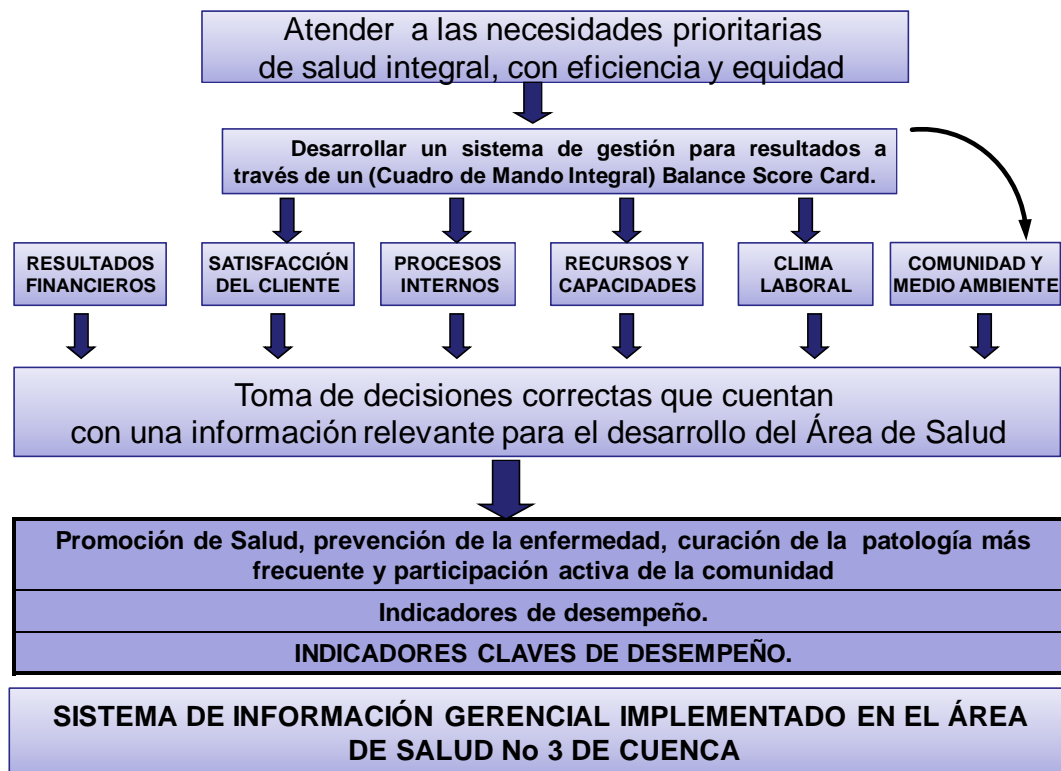 Atender a las necesidades prioritarias
de salud integral, con eficiencia y equidad
Desarrollar un sistema de gestión para resultados a
través de un (Cuadro de Mando Integral) Balance Score Card.
RESULTADOS
FINANCIEROS
SATISFACCIÓN
DEL CLIENTE
PROCESOS
INTERNOS
RECURSOS Y
CAPACIDADES
CLIMA
LABORAL
COMUNIDAD Y
MEDIO AMBIENTE
Toma de decisiones correctas que cuentan
con una información relevante para el desarrollo del Área de Salud
Promoción de Salud, prevención de la enfermedad, curación de la patología más
frecuente y participación activa de la comunidad
Indicadores de desempeño.
INDICADORES CLAVES DE DESEMPEÑO.
SISTEMA DE INFORMACIÓN GERENCIAL IMPLEMENTADO EN EL ÁREA
DE SALUD No 3 DE CUENCA